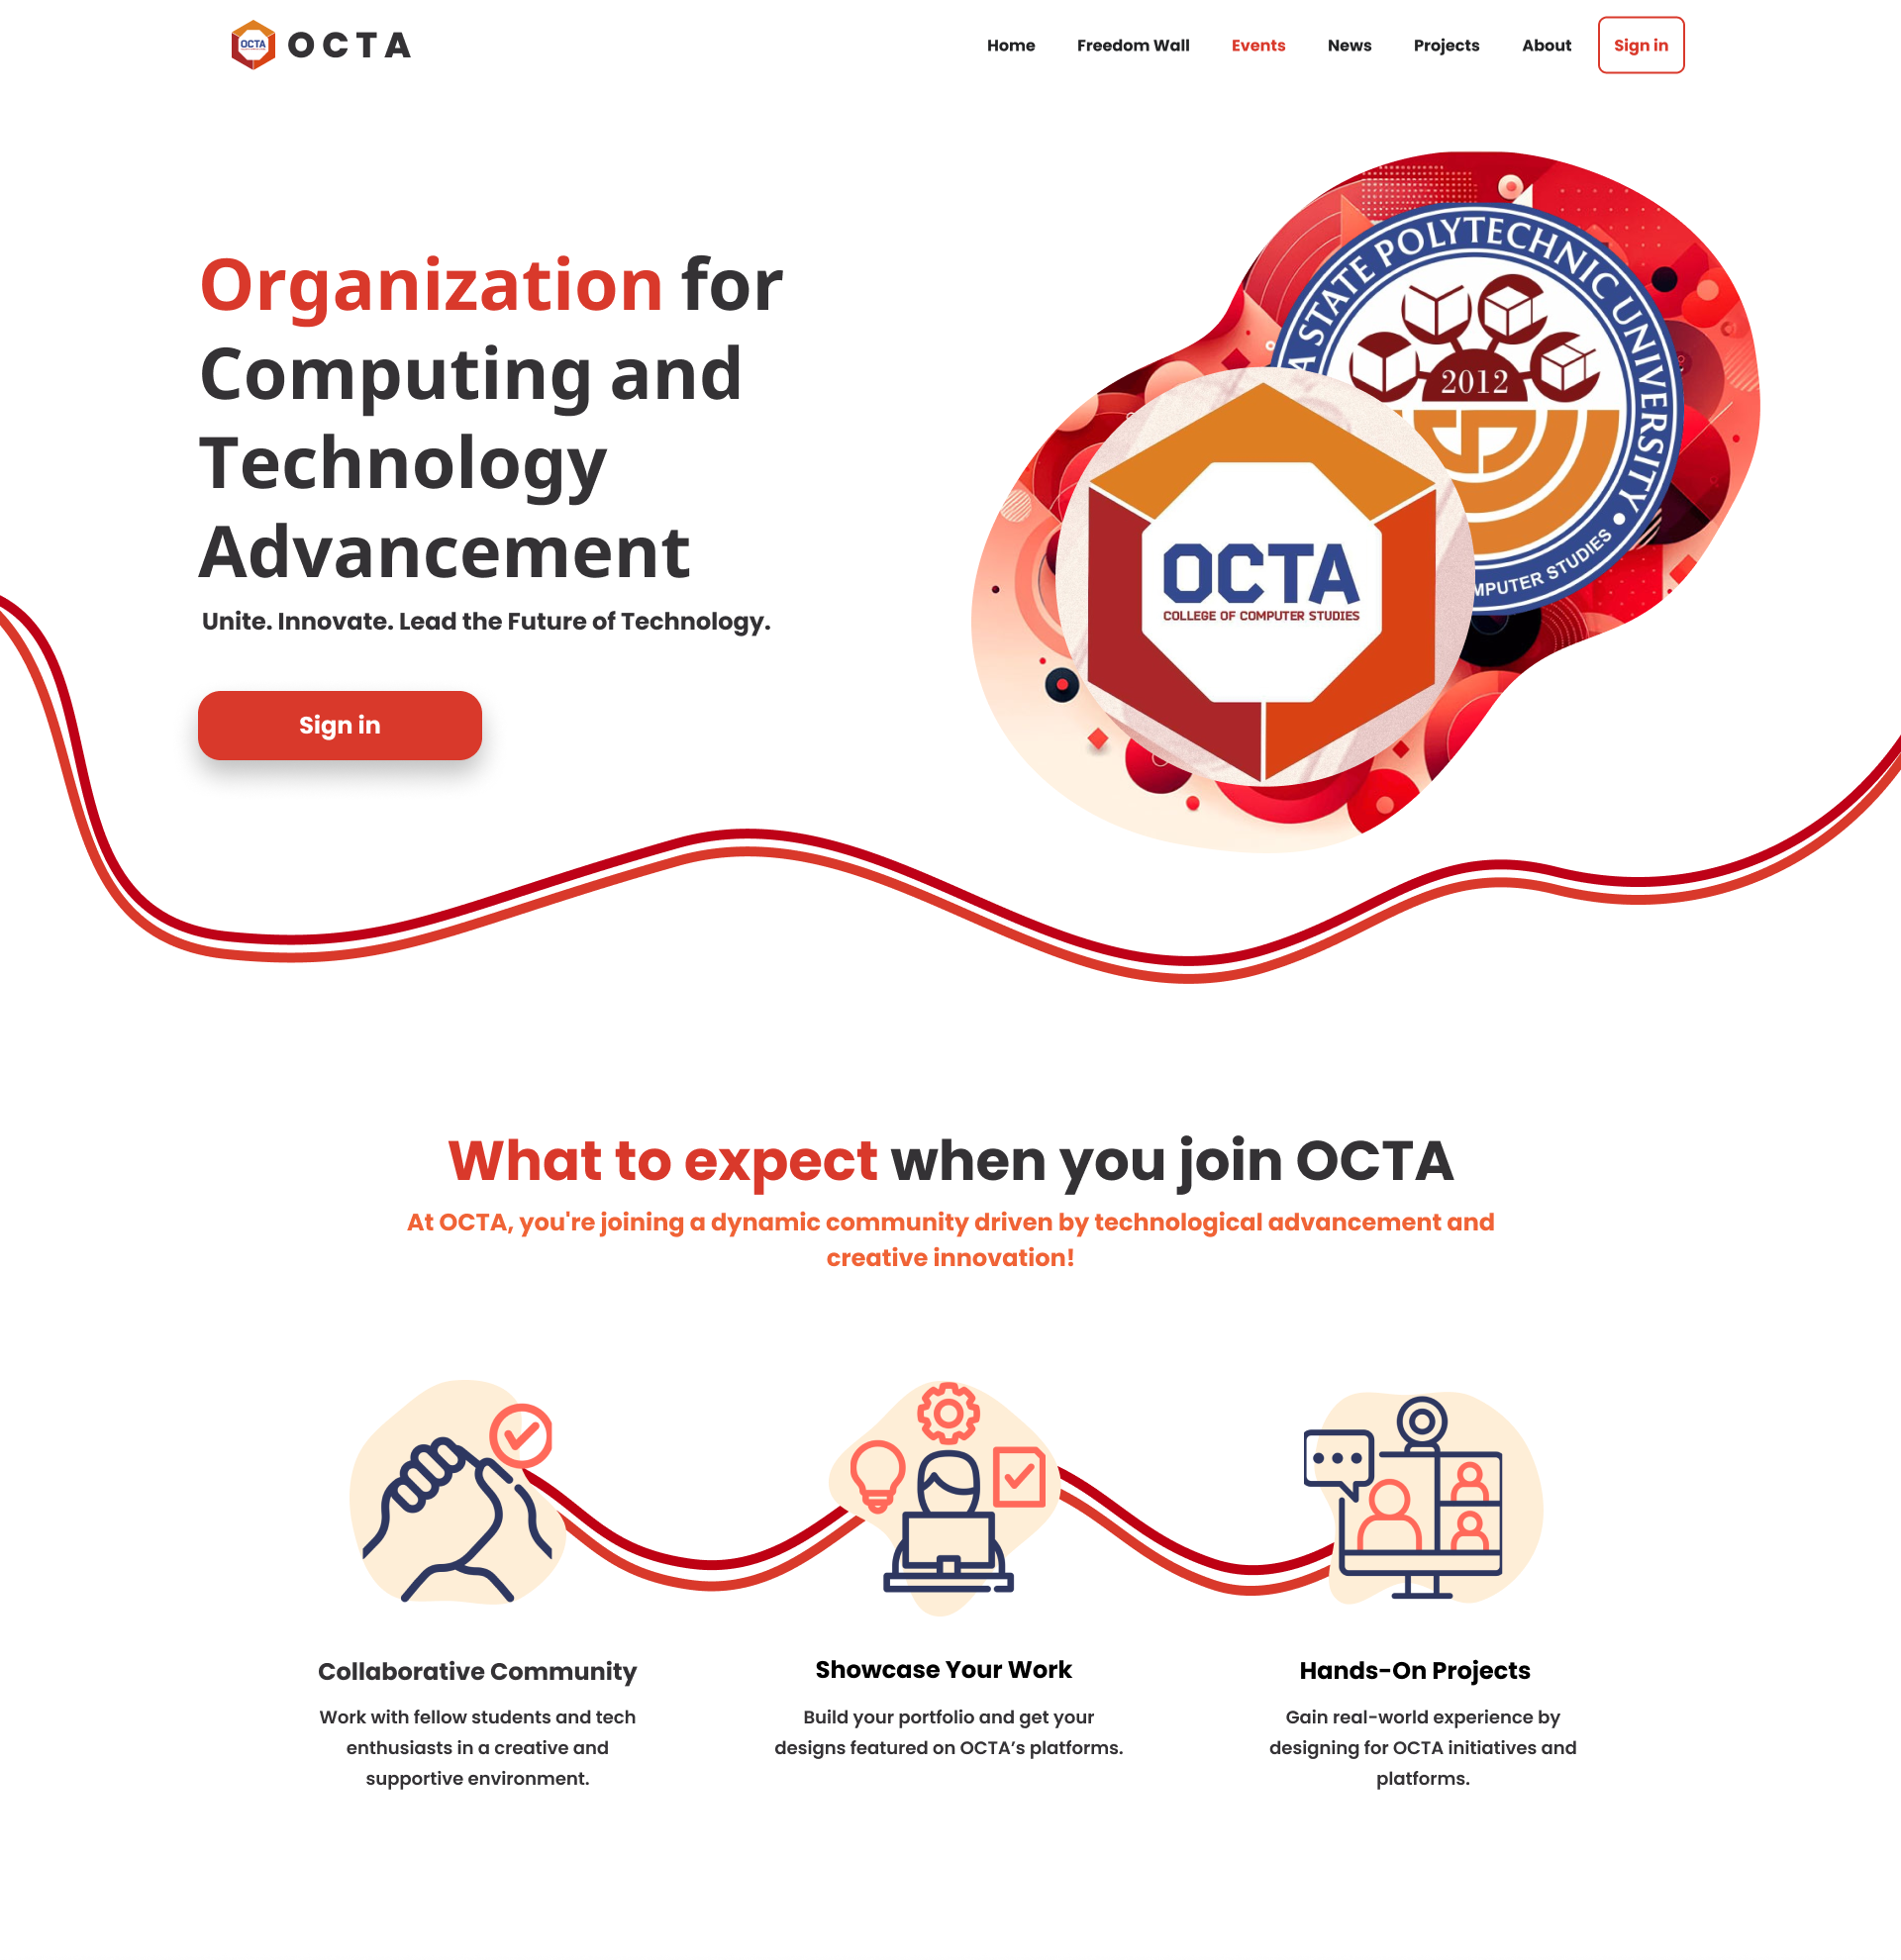 OCTA
OCTA
Home
Freedom Wall
Events
News
Projects
About
Sign in
Organization for
Computing and
Technology
Advancement
Unite. Innovate. Lead the Future of Technology.
Sign in
STATE POLYTECHNIC UNIVERSITY
2012
STUDIES
OCTA
COLLEGE OF COMPUTER STUDIES
What to expect when you join OCTA
At OCTA, you're joining a dynamic community driven by technological advancement and
creative innovation!
Collaborative Community
Work with fellow students and tech
enthusiasts in a creative and
supportive environment.
Showcase Your Work
Build your portfolio and get your
designs featured on OCTA’s platforms.
Hands-On Projects
Gain real-world experience by
designing for OCTA initiatives and
platforms.